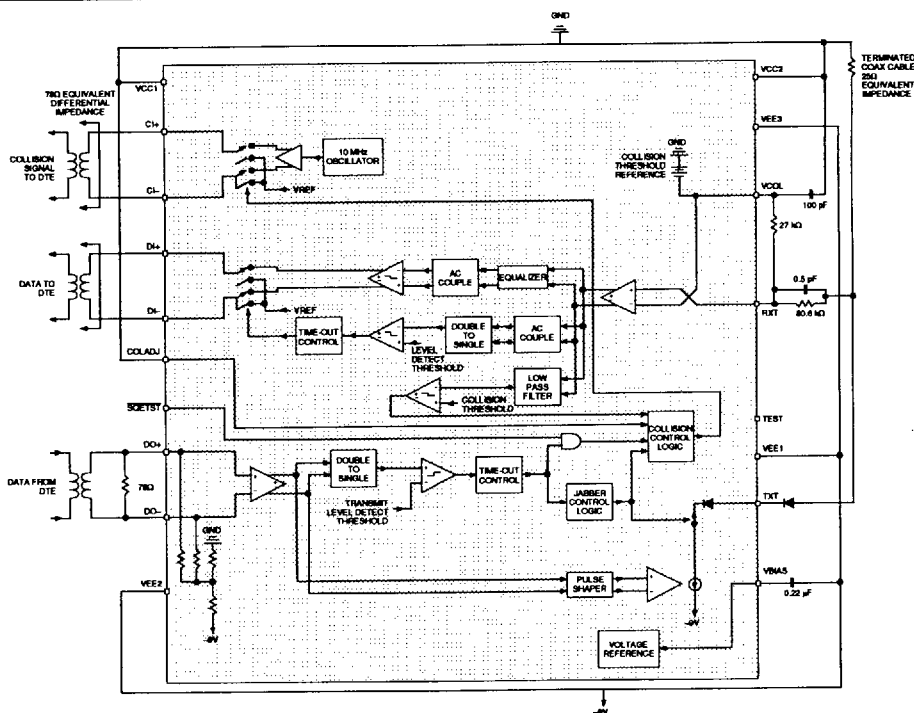 GND
VCC1
VCC2
TERMINATED
COAX CABLE
25Ω
EQUIVALENT
IMPEDANCE
78Ω EQUIVALENT
DIFFERENTIAL
IMPEDANCE
CI+
COLLISION
SIGNAL
TO DTE
CI–
10 MHz
OSCILLATOR
VREF
VEE3
COLLISION
THRESHOLD
REFERENCE
VCOL
100 pF
27 kΩ
DI+
DATA TO
DTE
DI–
AC
COUPLE
EQUALIZER
0.5 pF
RXT
80.6 kΩ
VREF
TIME-OUT
CONTROL
LEVEL
DETECT
THRESHOLD
DOUBLE
TO
SINGLE
AC
COUPLE
COLADJ
LOW
PASS
FILTER
COLLISION
THRESHOLD
SQETST
COLLISION
CONTROL
LOGIC
TEST
VEE1
DO+
DATA FROM
DTE
78Ω
DO–
DOUBLE
TO
SINGLE
TIME-OUT
CONTROL
TRANSMIT
LEVEL DETECT
THRESHOLD
JABBER
CONTROL
LOGIC
TXT
GND
VEE2
–9V
PULSE
SHAPER
VBIAS
0.22 µF
–9V
VOLTAGE
REFERENCE
–9V